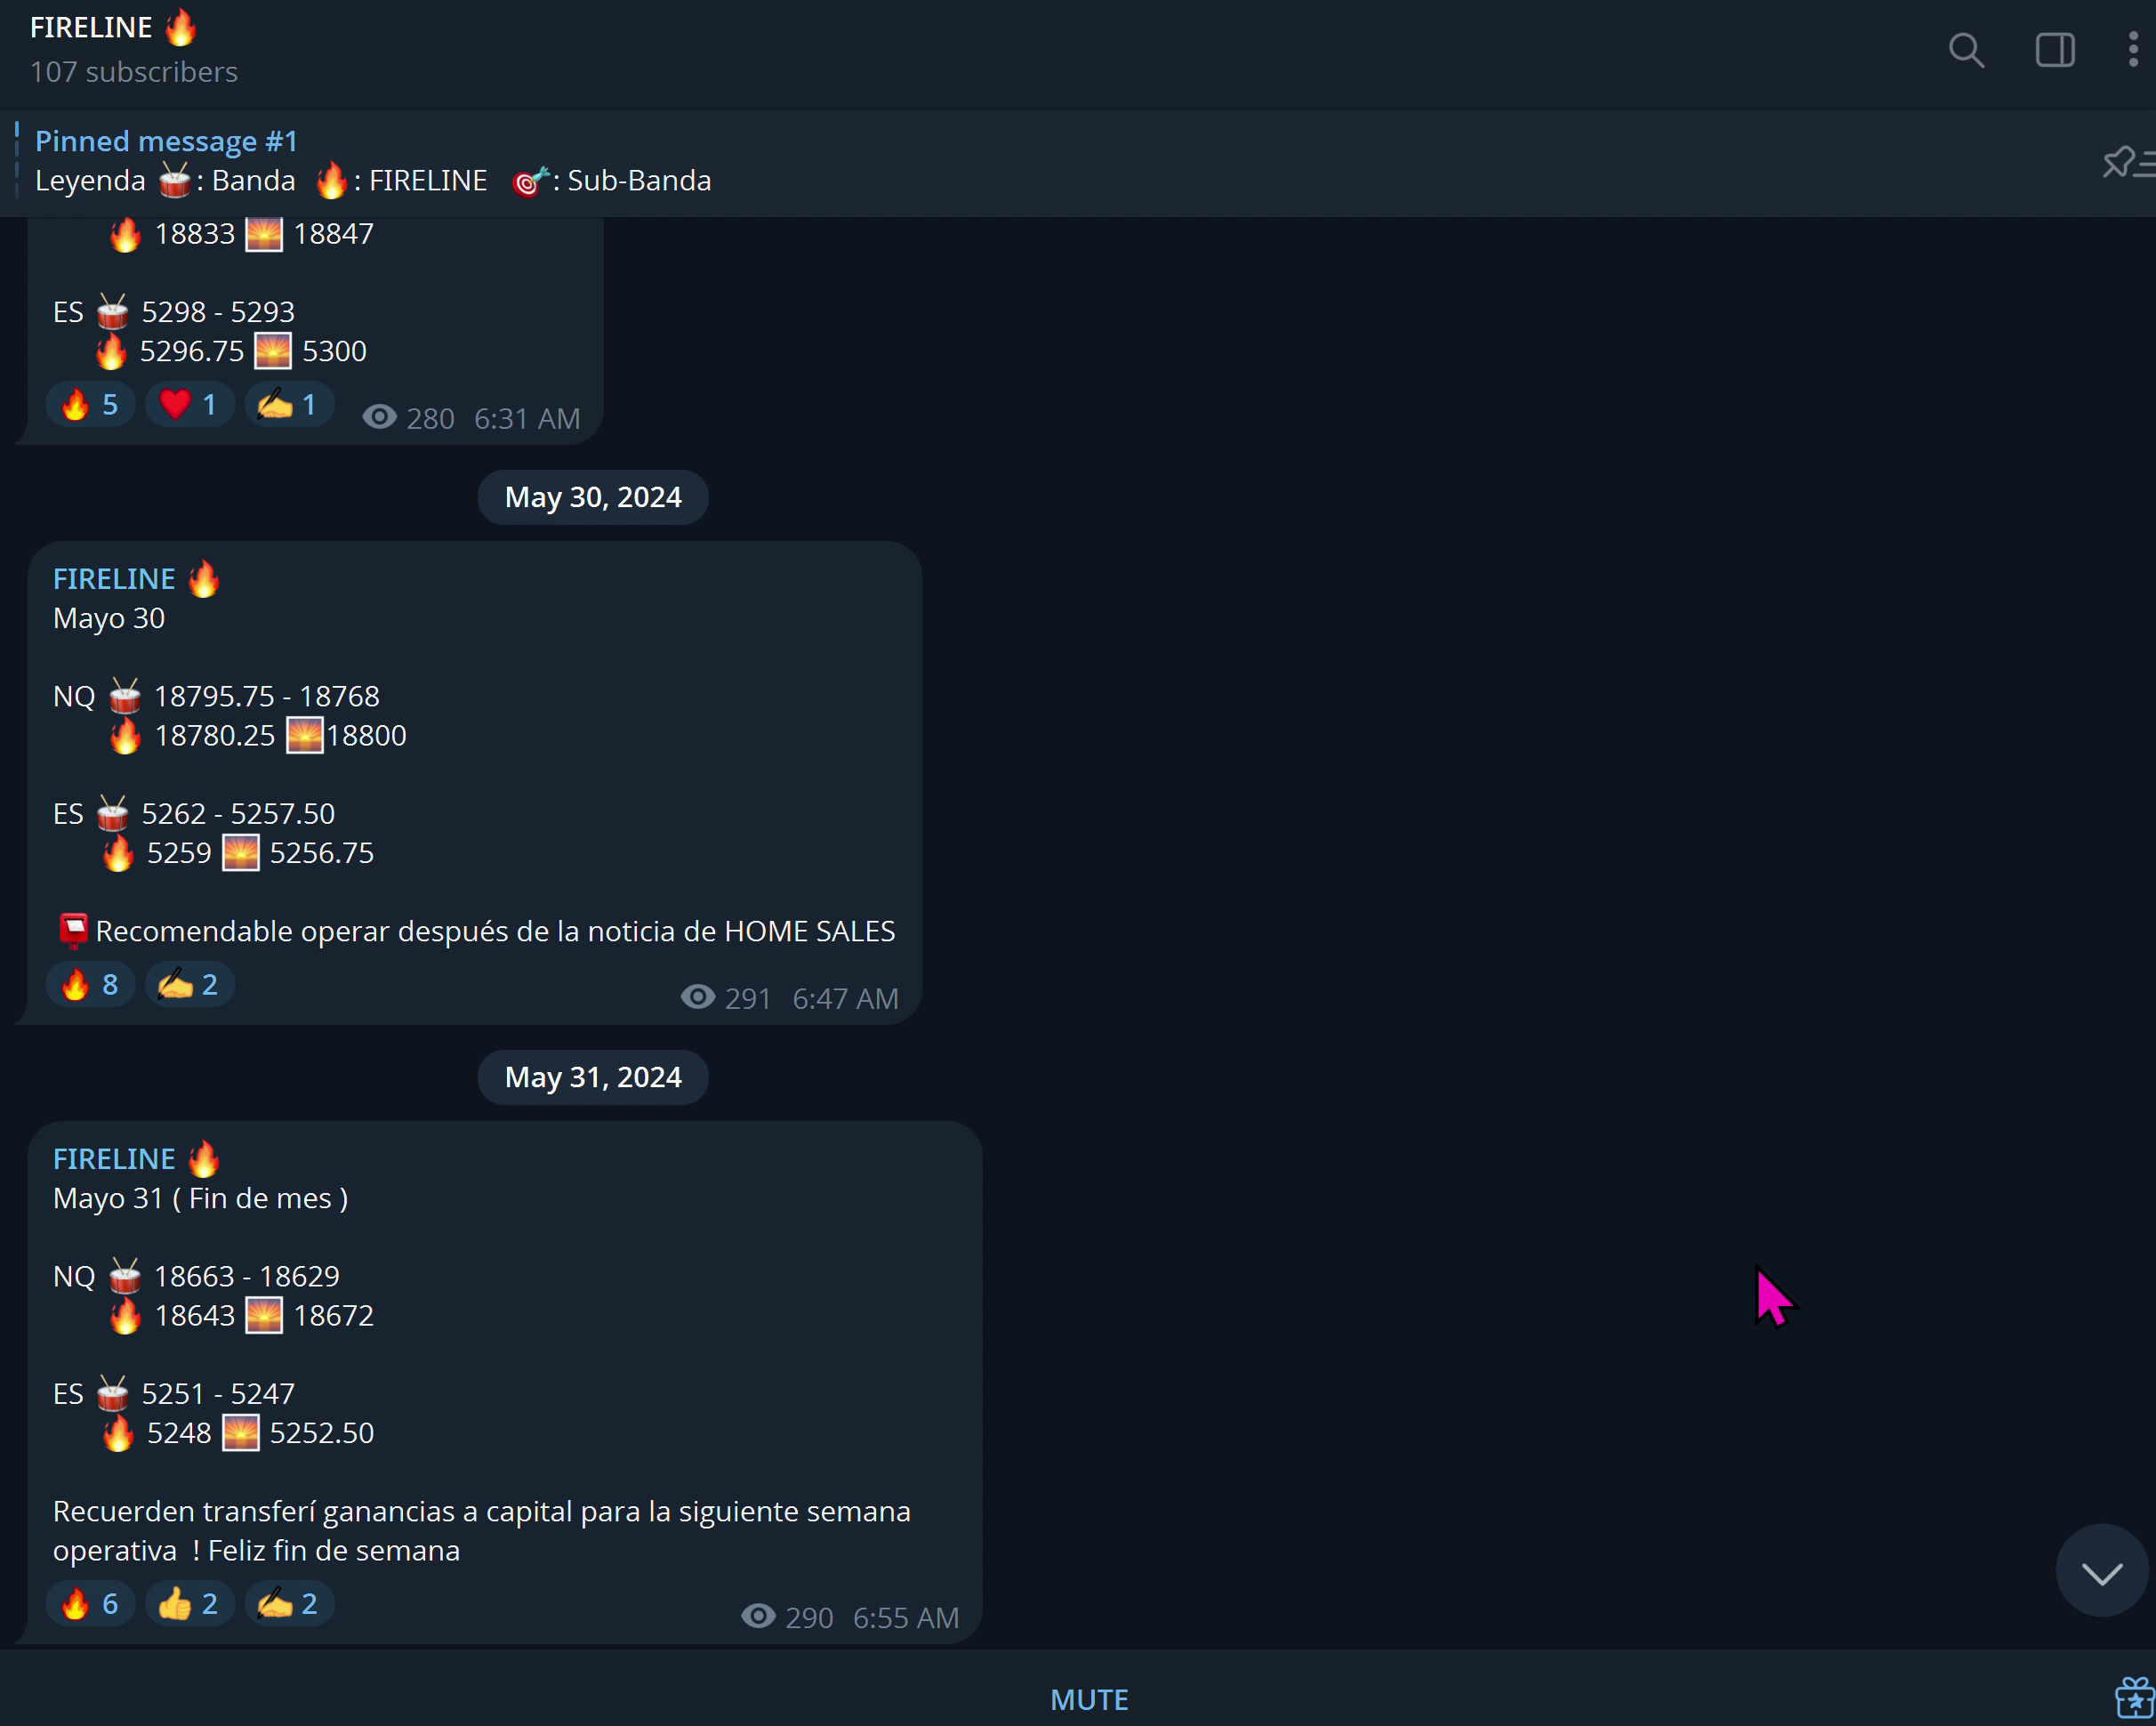 FIRELINE 🔥
107 subscribers
Pinned message #1
Leyenda 🥁: Banda 🔥: FIRELINE 🎯: Sub-Banda
🔥 18833 🌅 18847
ES 🥁 5298 - 5293
🔥 5296.75 🌅 5300
🔥 5 ❤️ 1 ✍️ 1 280 6:31 AM
May 30, 2024
FIRELINE 🔥
Mayo 30
NQ 🥁 18795.75 - 18768
🔥 18780.25 🌅18800
ES 🥁 5262 - 5257.50
🔥 5259 🌅 5256.75
📮Recomendable operar después de la noticia de HOME SALES
🔥 8 ✍️ 2 291 6:47 AM
May 31, 2024
FIRELINE 🔥
Mayo 31 ( Fin de mes )
NQ 🥁 18663 - 18629
🔥 18643 🌅 18672
ES 🥁 5251 - 5247
🔥 5248 🌅 5252.50
Recuerden transferí ganancias a capital para la siguiente semana
operativa  ! Feliz fin de semana
🔥 6 👍 2 ✍️ 2 290 6:55 AM
MUTE